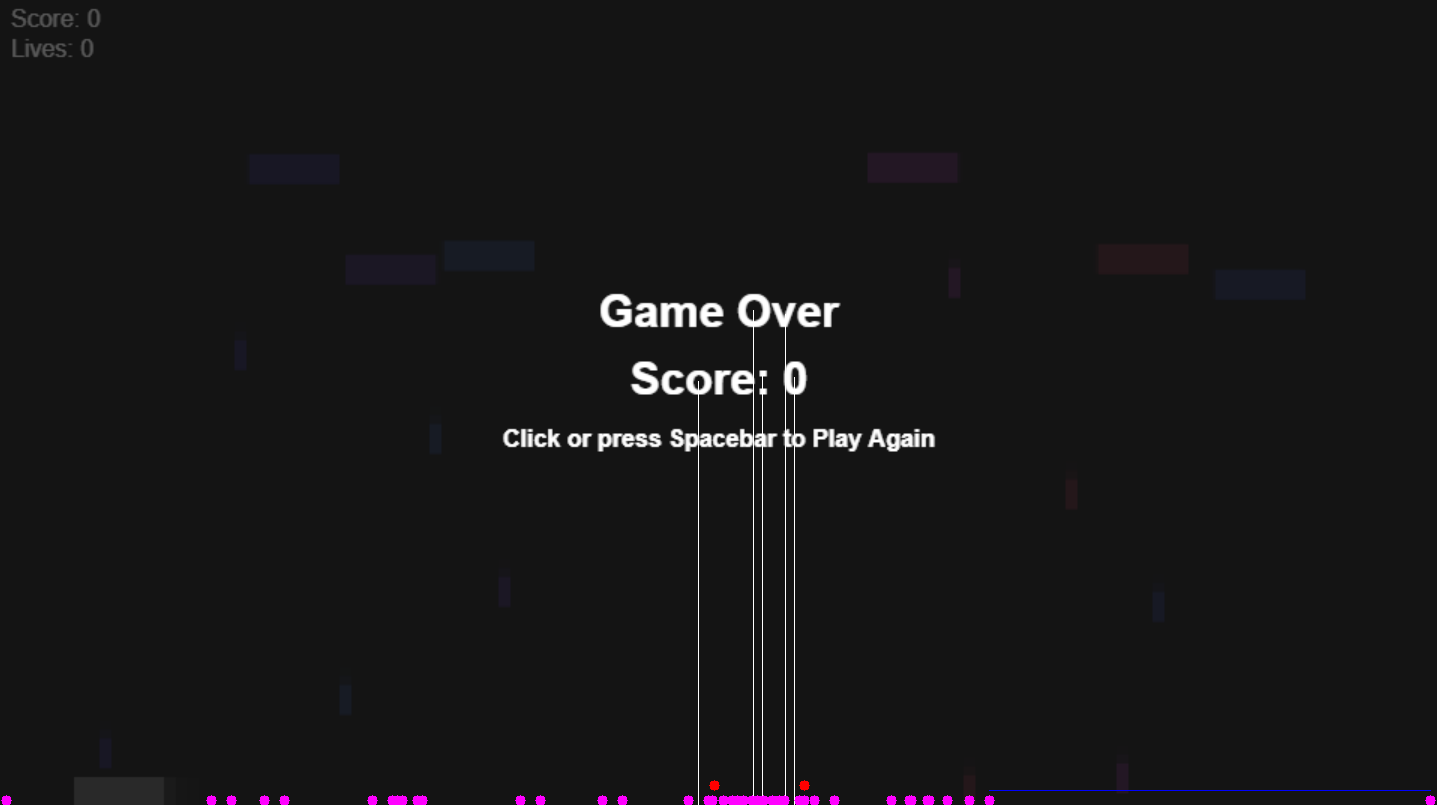 Score: 0
Lives: 0
Game Over
Score: 0
Click or press Spacebar to Play Again